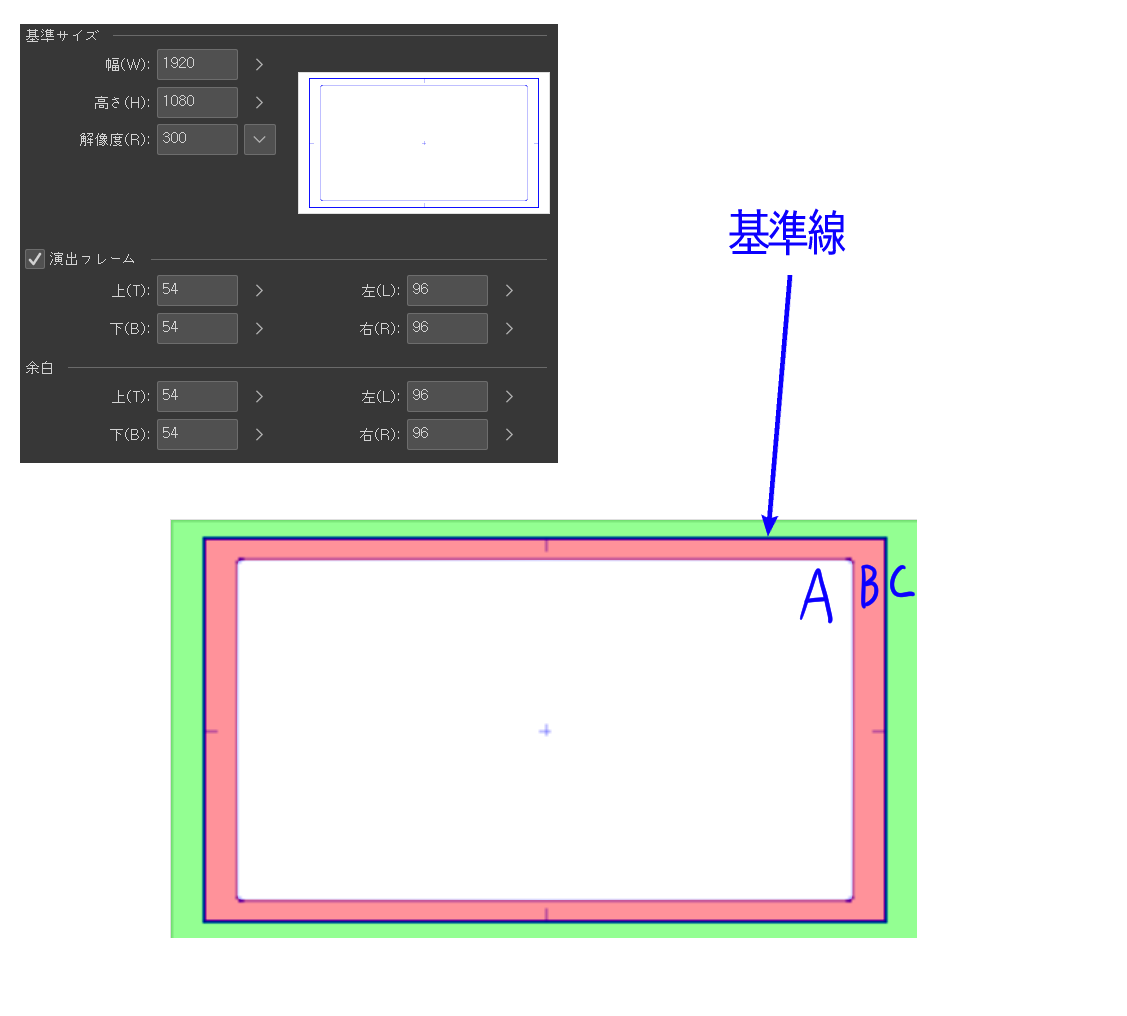 基準サイズ
幅(W): 1920
高さ(H): 1080
解像度(R): 300
演出フレーム
上(T): 54 左(L): 96
下(B): 54 右(R): 96
余白
上(T): 54 左(L): 96
下(B): 54 右(R): 96
基準線
A B C